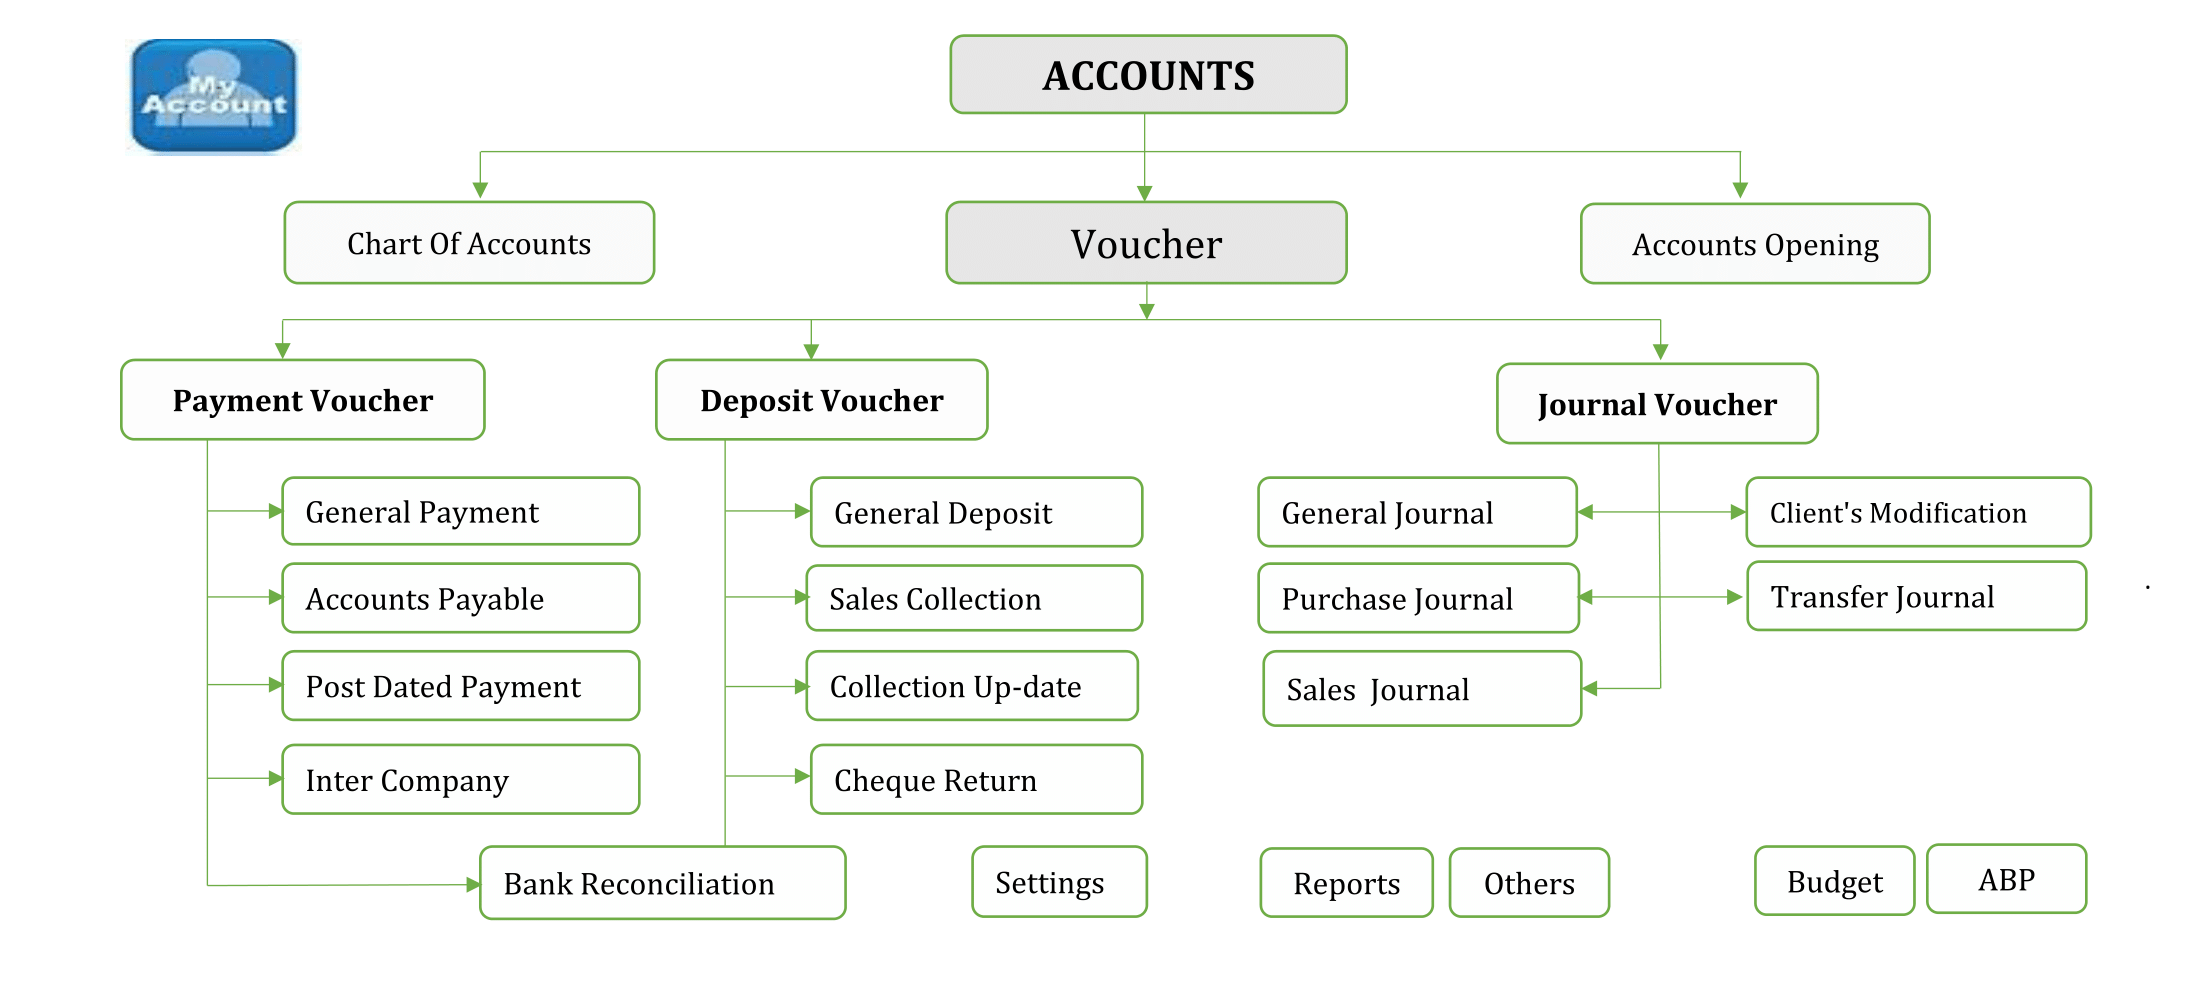 My
Account
ACCOUNTS
Chart Of Accounts
Voucher
Accounts Opening
Payment Voucher
Deposit Voucher
Journal Voucher
General Payment
General Deposit
General Journal
Client's Modification
Accounts Payable
Sales Collection
Purchase Journal
Transfer Journal
.
Post Dated Payment
Collection Up-date
Sales  Journal
Inter Company
Cheque Return
Bank Reconciliation
Settings
Reports
Others
Budget
ABP